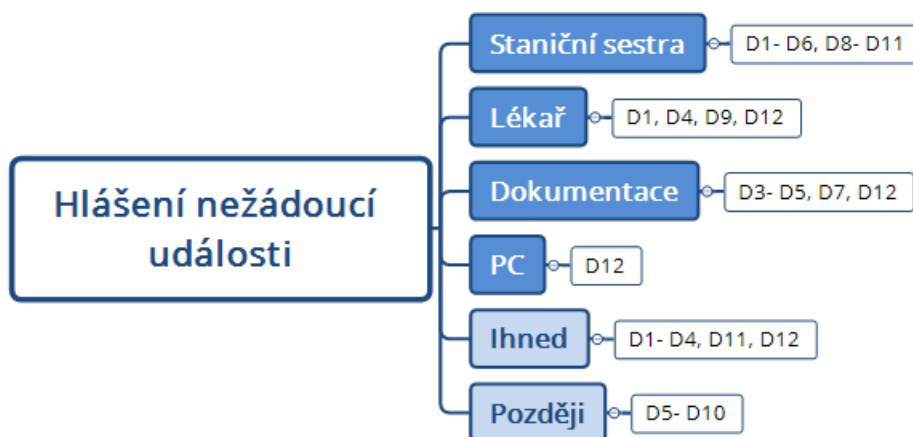 Hlášení nežádoucí
události
Staniční sestra
D1- D6, D8- D11
Lékař
D1, D4, D9, D12
Dokumentace
D3- D5, D7, D12
PC
D12
Ihned
D1- D4, D11, D12
Později
D5- D10